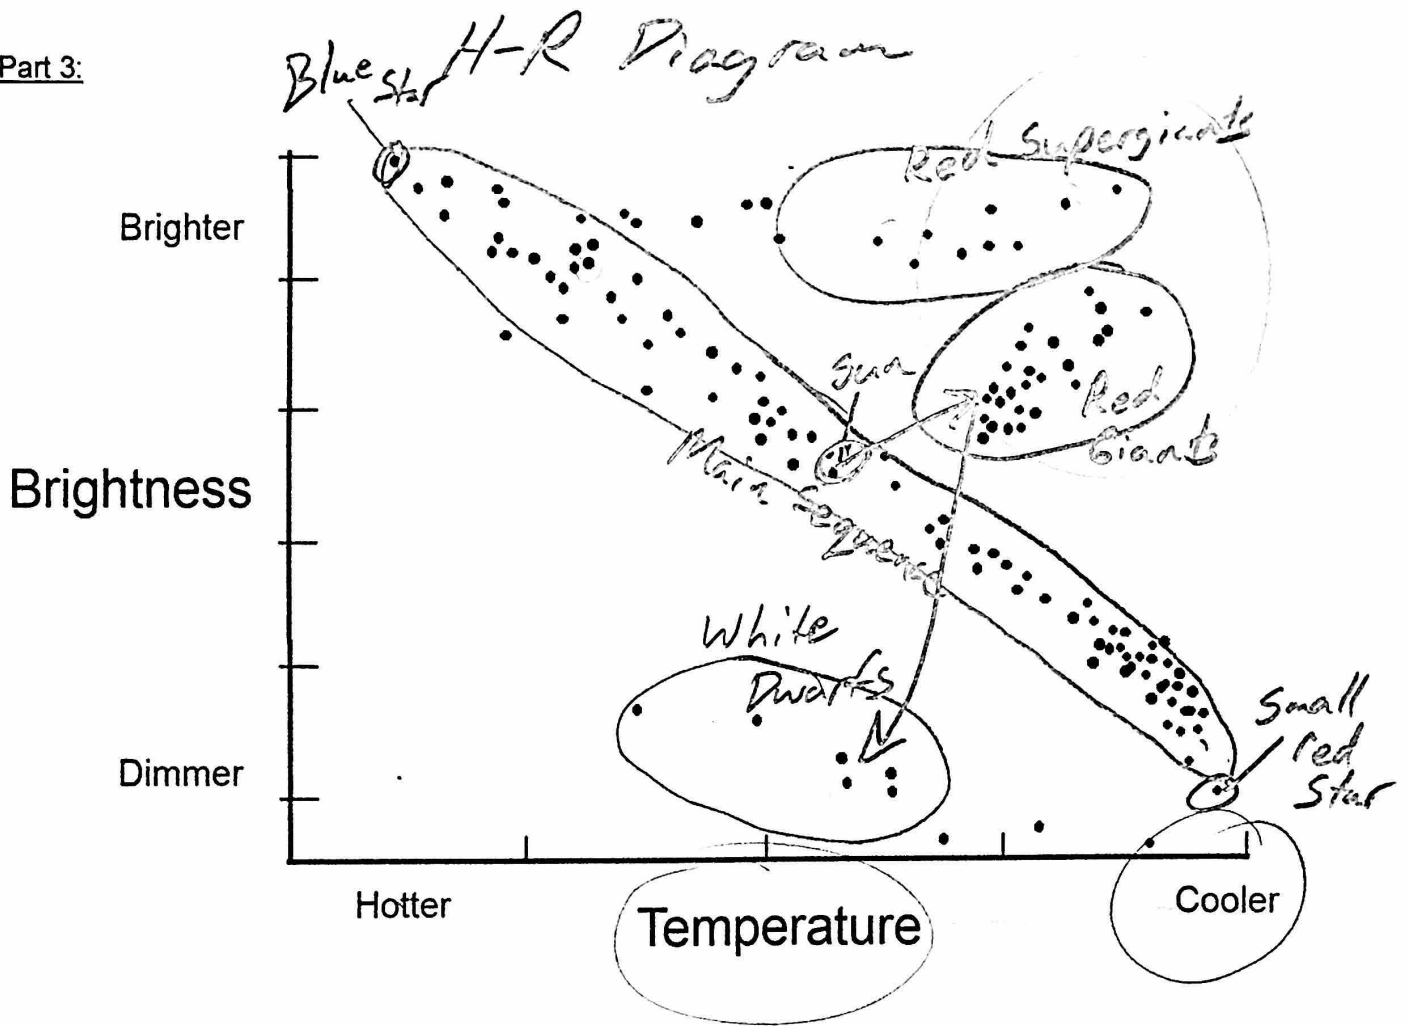 Part 3:
H-R Diagram
Blue Star
Red Supergiants
Brighter
Sun
Red
Giants
Main Sequence
Brightness
White
Dwarfs
Small
red
Star
Dimmer
Hotter
Temperature
Cooler